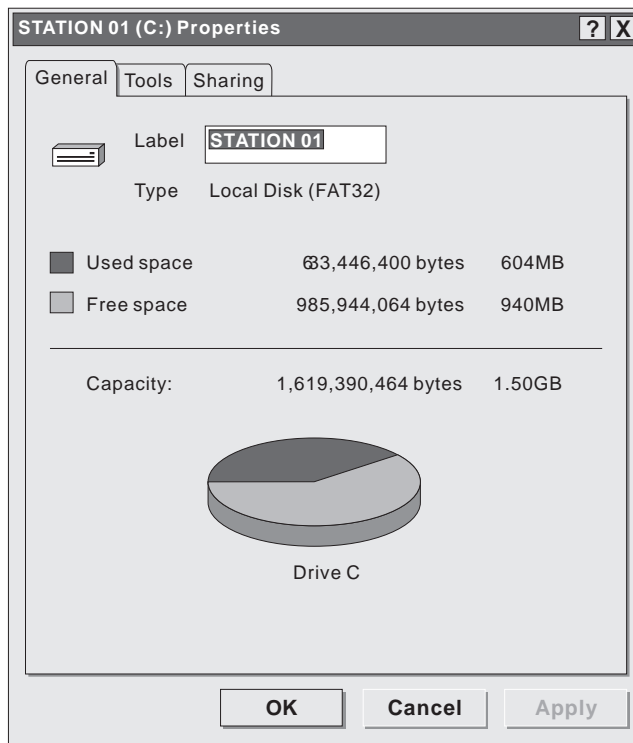 STATION 01 (C:) Properties ? X
General Tools Sharing
Label STATION 01
Type Local Disk (FAT32)
Used space 633,446,400 bytes 604MB
Free space 985,944,064 bytes 940MB
Capacity: 1,619,390,464 bytes 1.50GB
Drive C
OK Cancel Apply